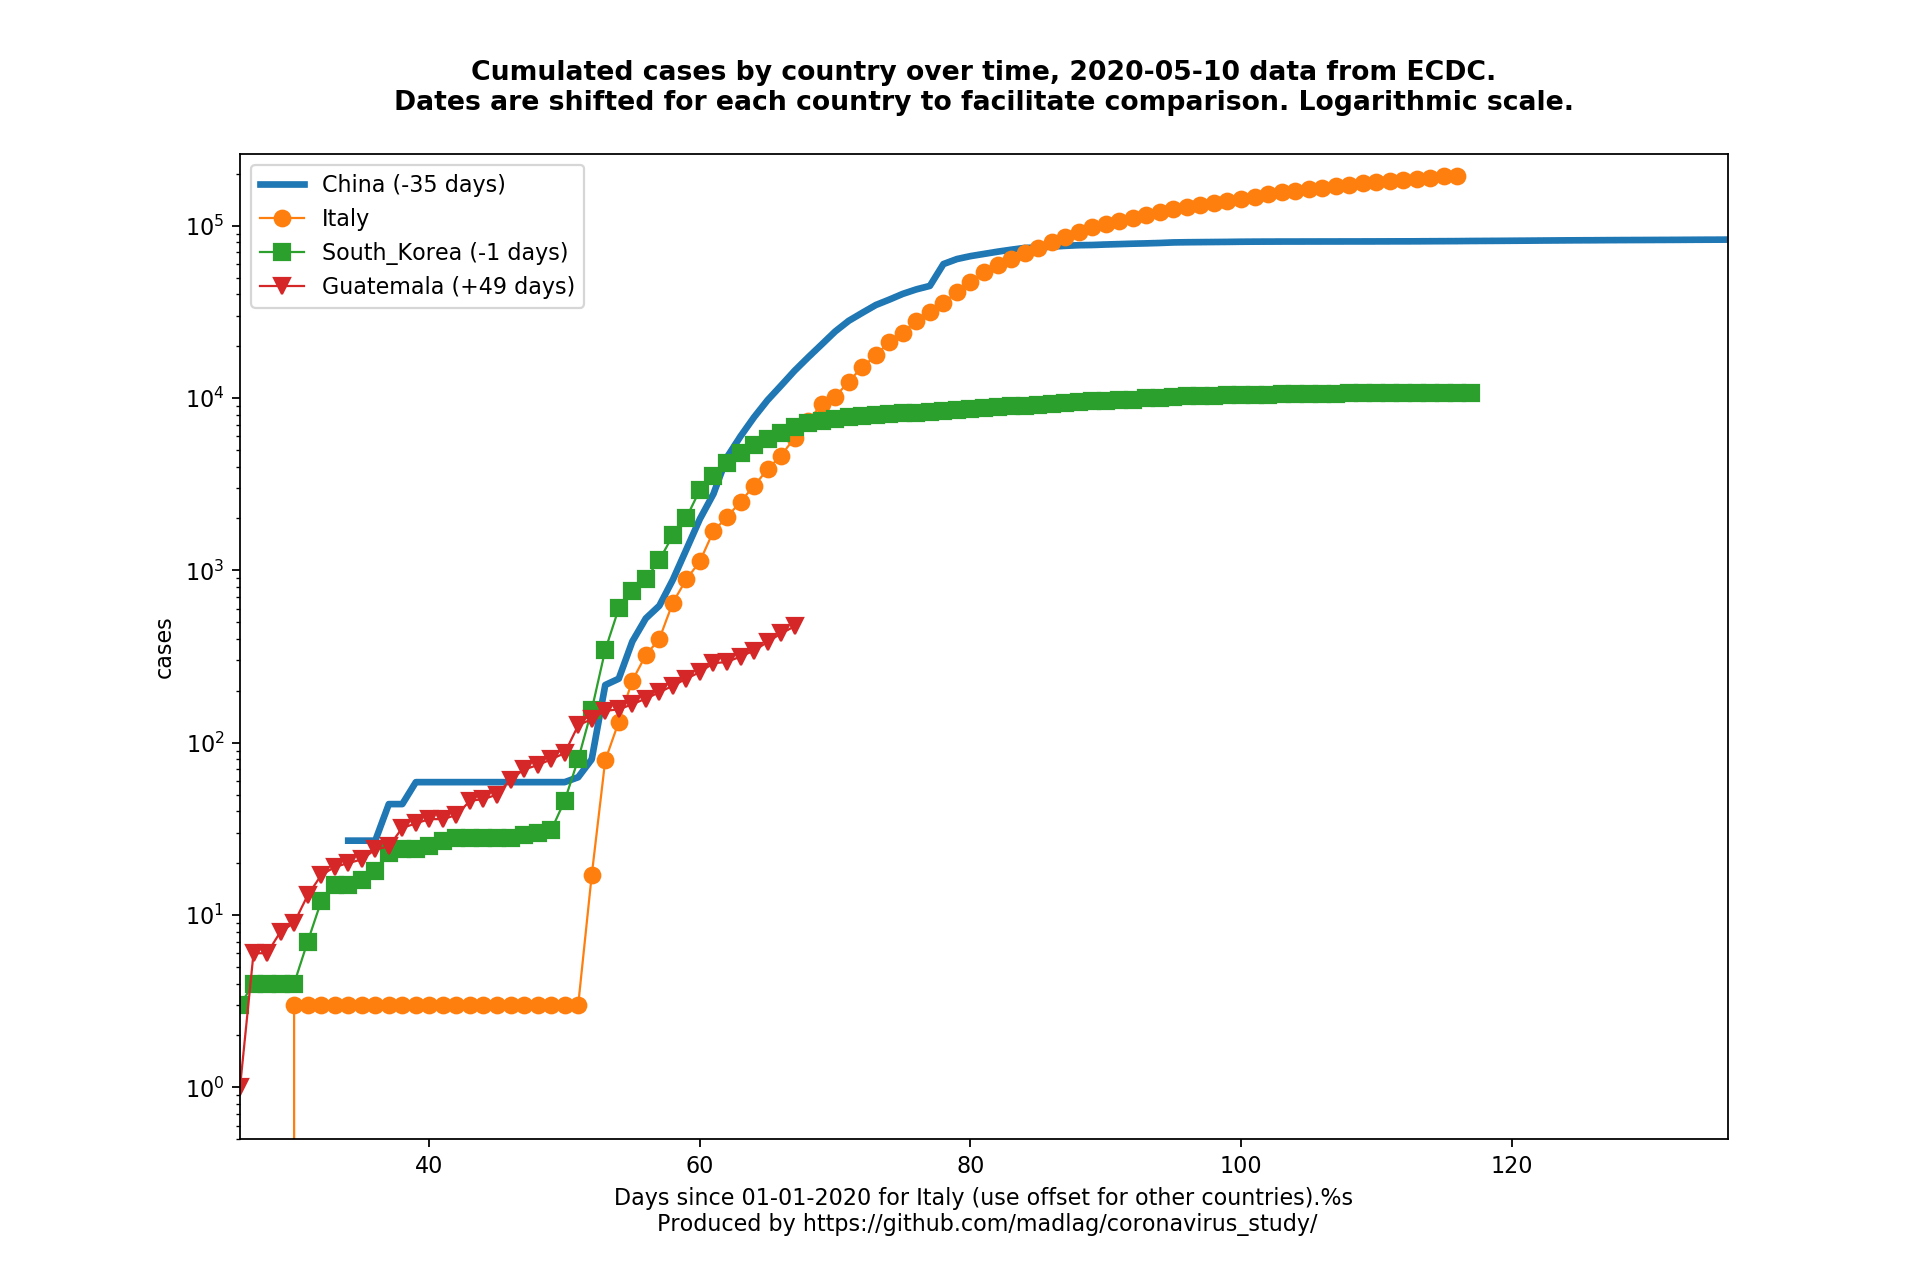 Cumulated cases by country over time, 2020-05-10 data from ECDC.
Dates are shifted for each country to facilitate comparison. Logarithmic scale.
China (-35 days)
Italy
South_Korea (-1 days)
Guatemala (+49 days)
10⁵
10⁴
10³
10²
10¹
10⁰
cases
40 60 80 100 120
Days since 01-01-2020 for Italy (use offset for other countries).%s
Produced by https://github.com/madlag/coronavirus_study/